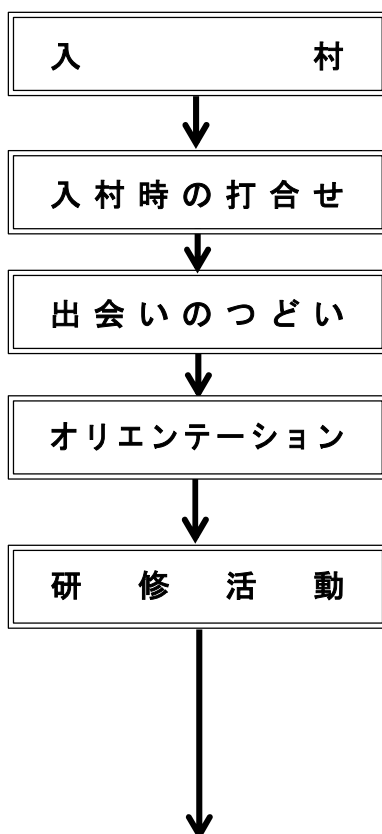 入村
入村時の打合せ
出会いのつどい
オリエンテーション
研修活動